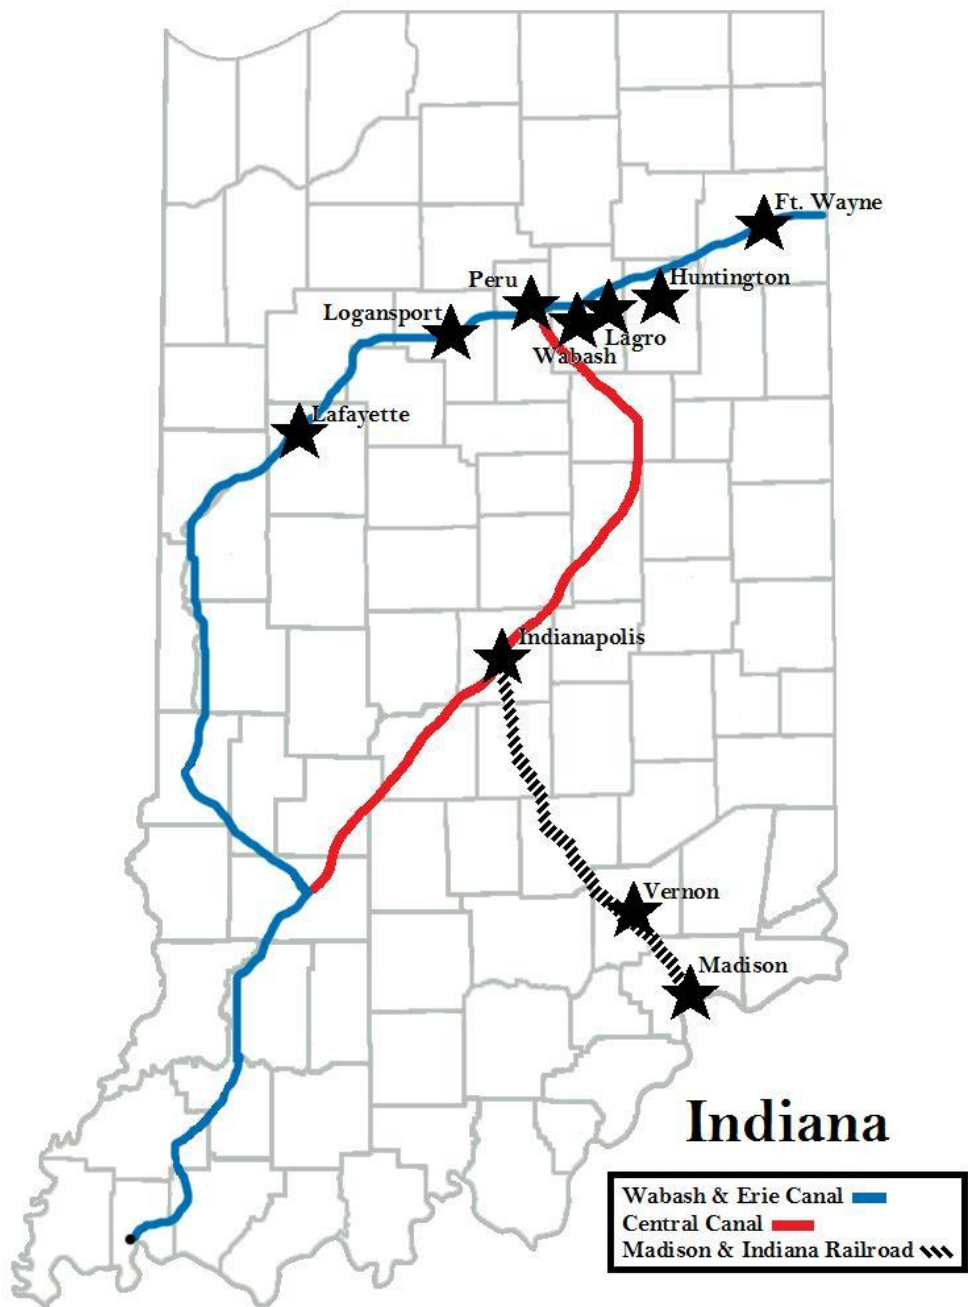 Ft. Wayne
Huntington
Peru
Logansport
Lagro
Wabash
Lafayette
Indianapolis
Vernon
Madison
Indiana
Wabash & Erie Canal
Central Canal
Madison & Indiana Railroad